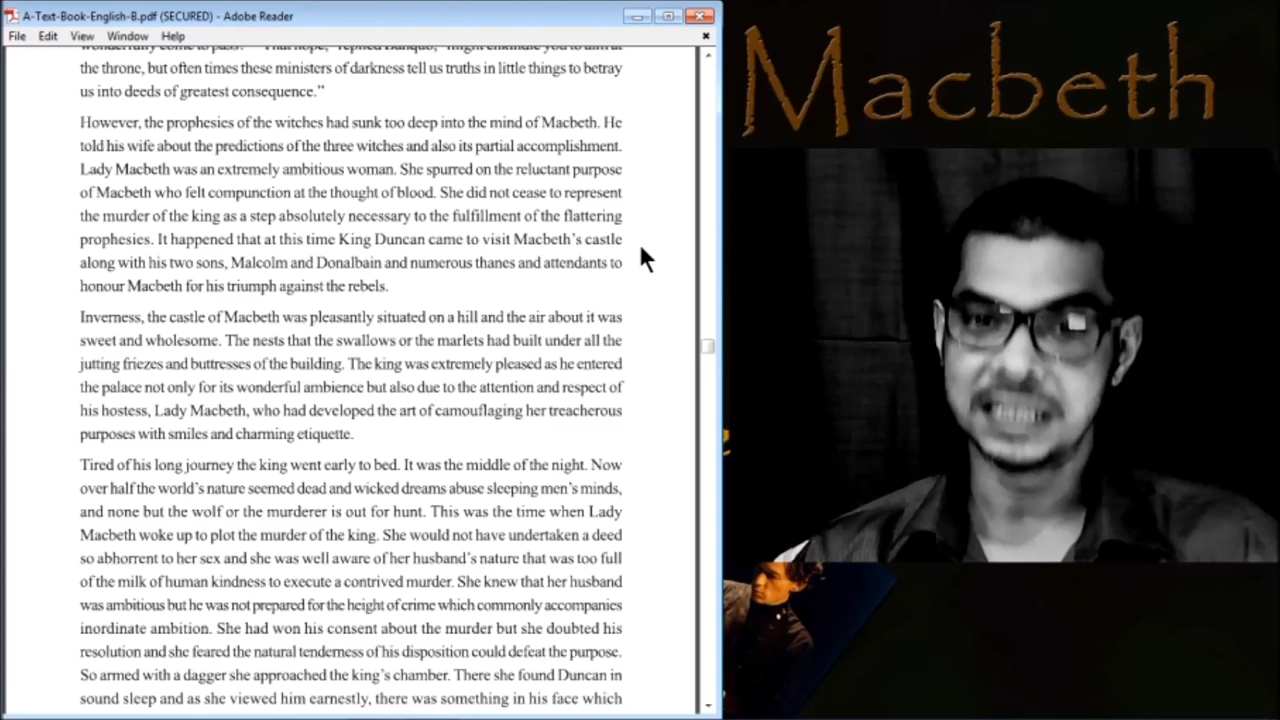 A-Text-Book-English-B.pdf (SECURED) - Adobe Reader
File Edit View Window Help
wonderfully come to pass?" "That hope," replied Banquo, "might enkindle you to aim at
the throne, but often times these ministers of darkness tell us truths in little things to betray
us into deeds of greatest consequence."
However, the prophesies of the witches had sunk too deep into the mind of Macbeth. He
told his wife about the predictions of the three witches and also its partial accomplishment.
Lady Macbeth was an extremely ambitious woman. She spurred on the reluctant purpose
of Macbeth who felt compunction at the thought of blood. She did not cease to represent
the murder of the king as a step absolutely necessary to the fulfillment of the flattering
prophesies. It happened that at this time King Duncan came to visit Macbeth's castle
along with his two sons, Malcolm and Donalbain and numerous thanes and attendants to
honour Macbeth for his triumph against the rebels.
Inverness, the castle of Macbeth was pleasantly situated on a hill and the air about it was
sweet and wholesome. The nests that the swallows or the marlets had built under all the
jutting friezes and buttresses of the building. The king was extremely pleased as he entered
the palace not only for its wonderful ambience but also due to the attention and respect of
his hostess, Lady Macbeth, who had developed the art of camouflaging her treacherous
purposes with smiles and charming etiquette.
Tired of his long journey the king went early to bed. It was the middle of the night. Now
over half the world's nature seemed dead and wicked dreams abuse sleeping men's minds,
and none but the wolf or the murderer is out for hunt. This was the time when Lady
Macbeth woke up to plot the murder of the king. She would not have undertaken a deed
so abhorrent to her sex and she was well aware of her husband's nature that was too full
of the milk of human kindness to execute a contrived murder. She knew that her husband
was ambitious but he was not prepared for the height of crime which commonly accompanies
inordinate ambition. She had won his consent about the murder but she doubted his
resolution and she feared the natural tenderness of his disposition could defeat the purpose.
So armed with a dagger she approached the king's chamber. There she found Duncan in
sound sleep and as she viewed him earnestly, there was something in his face which
Macbeth